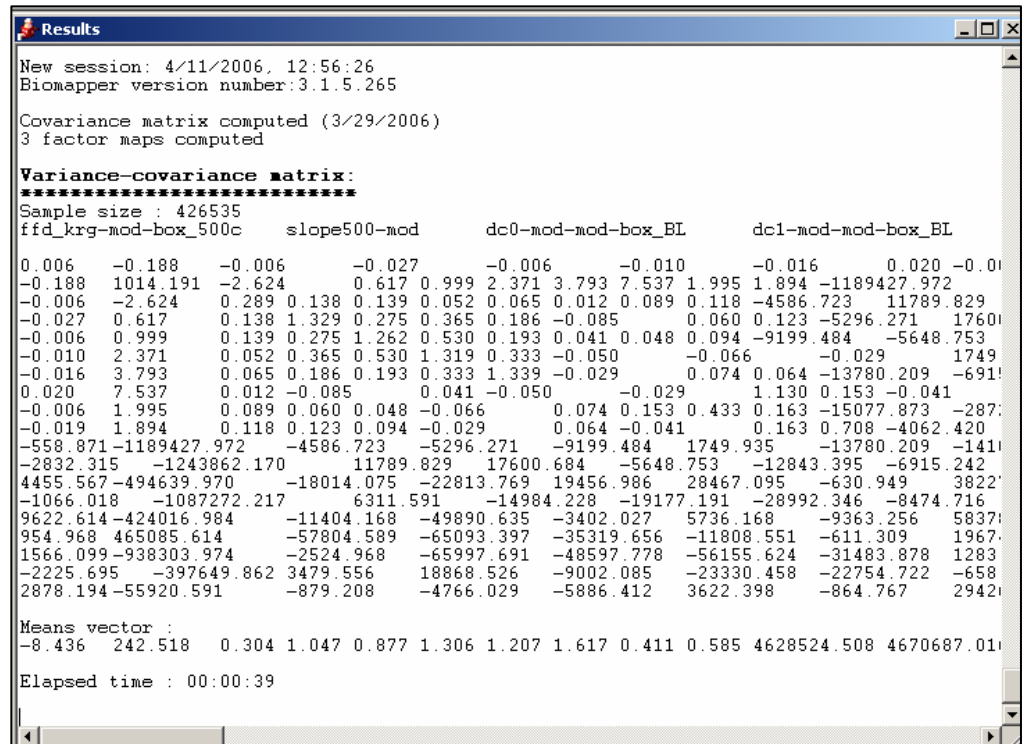 Results
New session: 4/11/2006, 12:56:26
Biomapper version number:3.1.5.265
Covariance matrix computed (3/29/2006)
3 factor maps computed
Variance-covariance matrix:
***************************
Sample size : 426535
ffd_krg-mod-box_500c slope500-mod dc0-mod-mod-box_BL dc1-mod-mod-box_BL
0.006 -0.188 -0.006 -0.027 -0.006 -0.010 -0.016 0.020
-0.188 1014.191 -2.624 0.617 0.999 2.371 3.793 7.537 1.995 1.894 -1189427.972
-0.006 -2.624 0.289 0.138 0.139 0.052 0.065 0.012 0.089 0.118 -4586.723 11789.829
-0.027 0.617 0.138 1.329 0.275 0.365 0.186 -0.085 0.060 0.123 -5296.271
-0.006 0.999 0.139 0.275 1.262 0.530 0.193 0.041 0.048 0.094 -9199.484 -5648.753
-0.010 2.371 0.052 0.365 0.530 1.319 0.333 -0.050 -0.066 -0.029
-0.016 3.793 0.065 0.186 0.193 0.333 1.339 -0.029 0.074 0.064 -13780.209
0.020 7.537 0.012 -0.085 0.041 -0.050 -0.029 1.130 0.153 -0.041
-0.006 1.995 0.089 0.060 0.048 -0.066 0.074 0.153 0.433 0.163 -15077.873
-0.019 1.894 0.118 0.123 0.094 -0.029 0.064 -0.041 0.163 0.708 -4062.420
-558.871 -1189427.972 -4586.723 -5296.271 -9199.484 1749.935 -13780.209
-2832.315 -1243862.170 11789.829 17600.684 -5648.753 -12843.395 -6915.242
4455.567 -494639.970 -18014.075 -22813.769 19456.986 28467.095 -630.949
-1066.018 -1087272.217 6311.591 -14984.228 -19177.191 -28992.346 -8474.716
9622.614 -424016.984 -11404.168 -49890.635 -3402.027 5736.168 -9363.256
954.968 465085.614 -57804.589 -65093.397 -35319.656 -11808.551 -611.309
1566.099 -938303.974 -2524.968 -65997.691 -48597.778 -56155.624 -31483.878
-2225.695 -397649.862 3479.556 18868.526 -9002.085 -23330.458 -22754.722
2878.194 -55920.591 -879.208 -4766.029 -5886.412 3622.398 -864.767
Means vector :
-8.436 242.518 0.304 1.047 0.877 1.306 1.207 1.617 0.411 0.585 4628524.508
Elapsed time : 00:00:39